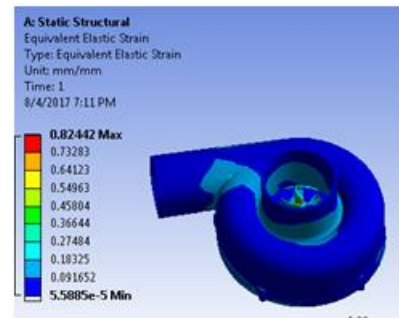 A: Static Structural
Equivalent Elastic Strain
Type: Equivalent Elastic Strain
Unit: mm/mm
Time: 1
8/4/2017 7:11 PM
0.82442 Max
0.73283
0.64123
0.54963
0.45804
0.36644
0.27484
0.18325
0.091652
5.5885e-5 Min